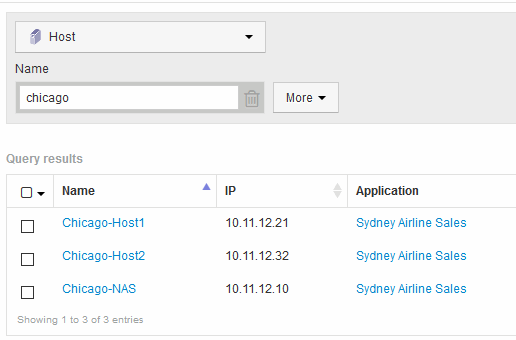 Host
Name
chicago
More
Query results
Name IP Application
Chicago-Host1 10.11.12.21 Sydney Airline Sales
Chicago-Host2 10.11.12.32 Sydney Airline Sales
Chicago-NAS 10.11.12.10 Sydney Airline Sales
Showing 1 to 3 of 3 entries